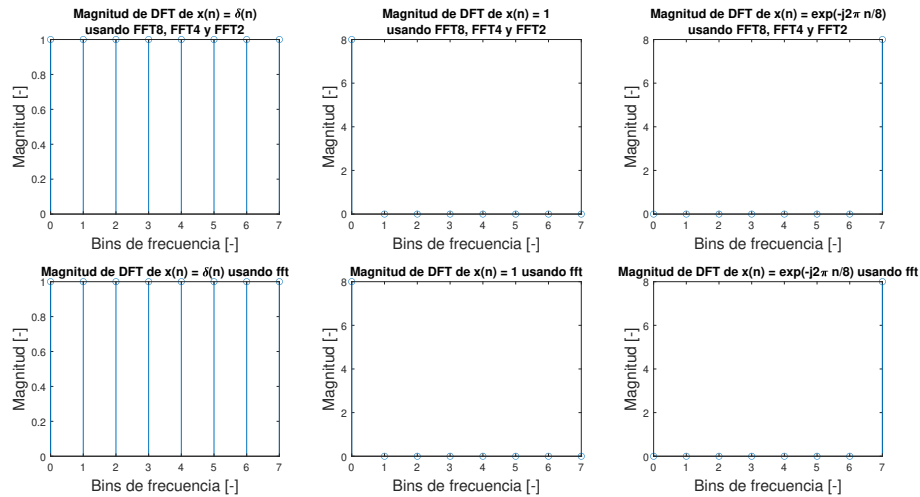 Magnitud de DFT de x(n) = δ(n)
usando FFT8, FFT4 y FFT2
1
0.8
0.6
0.4
0.2
0
Magnitud [-]
0 1 2 3 4 5 6 7
Bins de frecuencia [-]
Magnitud de DFT de x(n) = 1
usando FFT8, FFT4 y FFT2
8
6
4
2
0
Magnitud [-]
0 1 2 3 4 5 6 7
Bins de frecuencia [-]
Magnitud de DFT de x(n) = exp(-j2π n/8)
usando FFT8, FFT4 y FFT2
8
6
4
2
0
Magnitud [-]
0 1 2 3 4 5 6 7
Bins de frecuencia [-]
Magnitud de DFT de x(n) = δ(n) usando fft
1
0.8
0.6
0.4
0.2
0
Magnitud [-]
0 1 2 3 4 5 6 7
Bins de frecuencia [-]
Magnitud de DFT de x(n) = 1 usando fft
8
6
4
2
0
Magnitud [-]
0 1 2 3 4 5 6 7
Bins de frecuencia [-]
Magnitud de DFT de x(n) = exp(-j2π n/8) usando fft
8
6
4
2
0
Magnitud [-]
0 1 2 3 4 5 6 7
Bins de frecuencia [-]